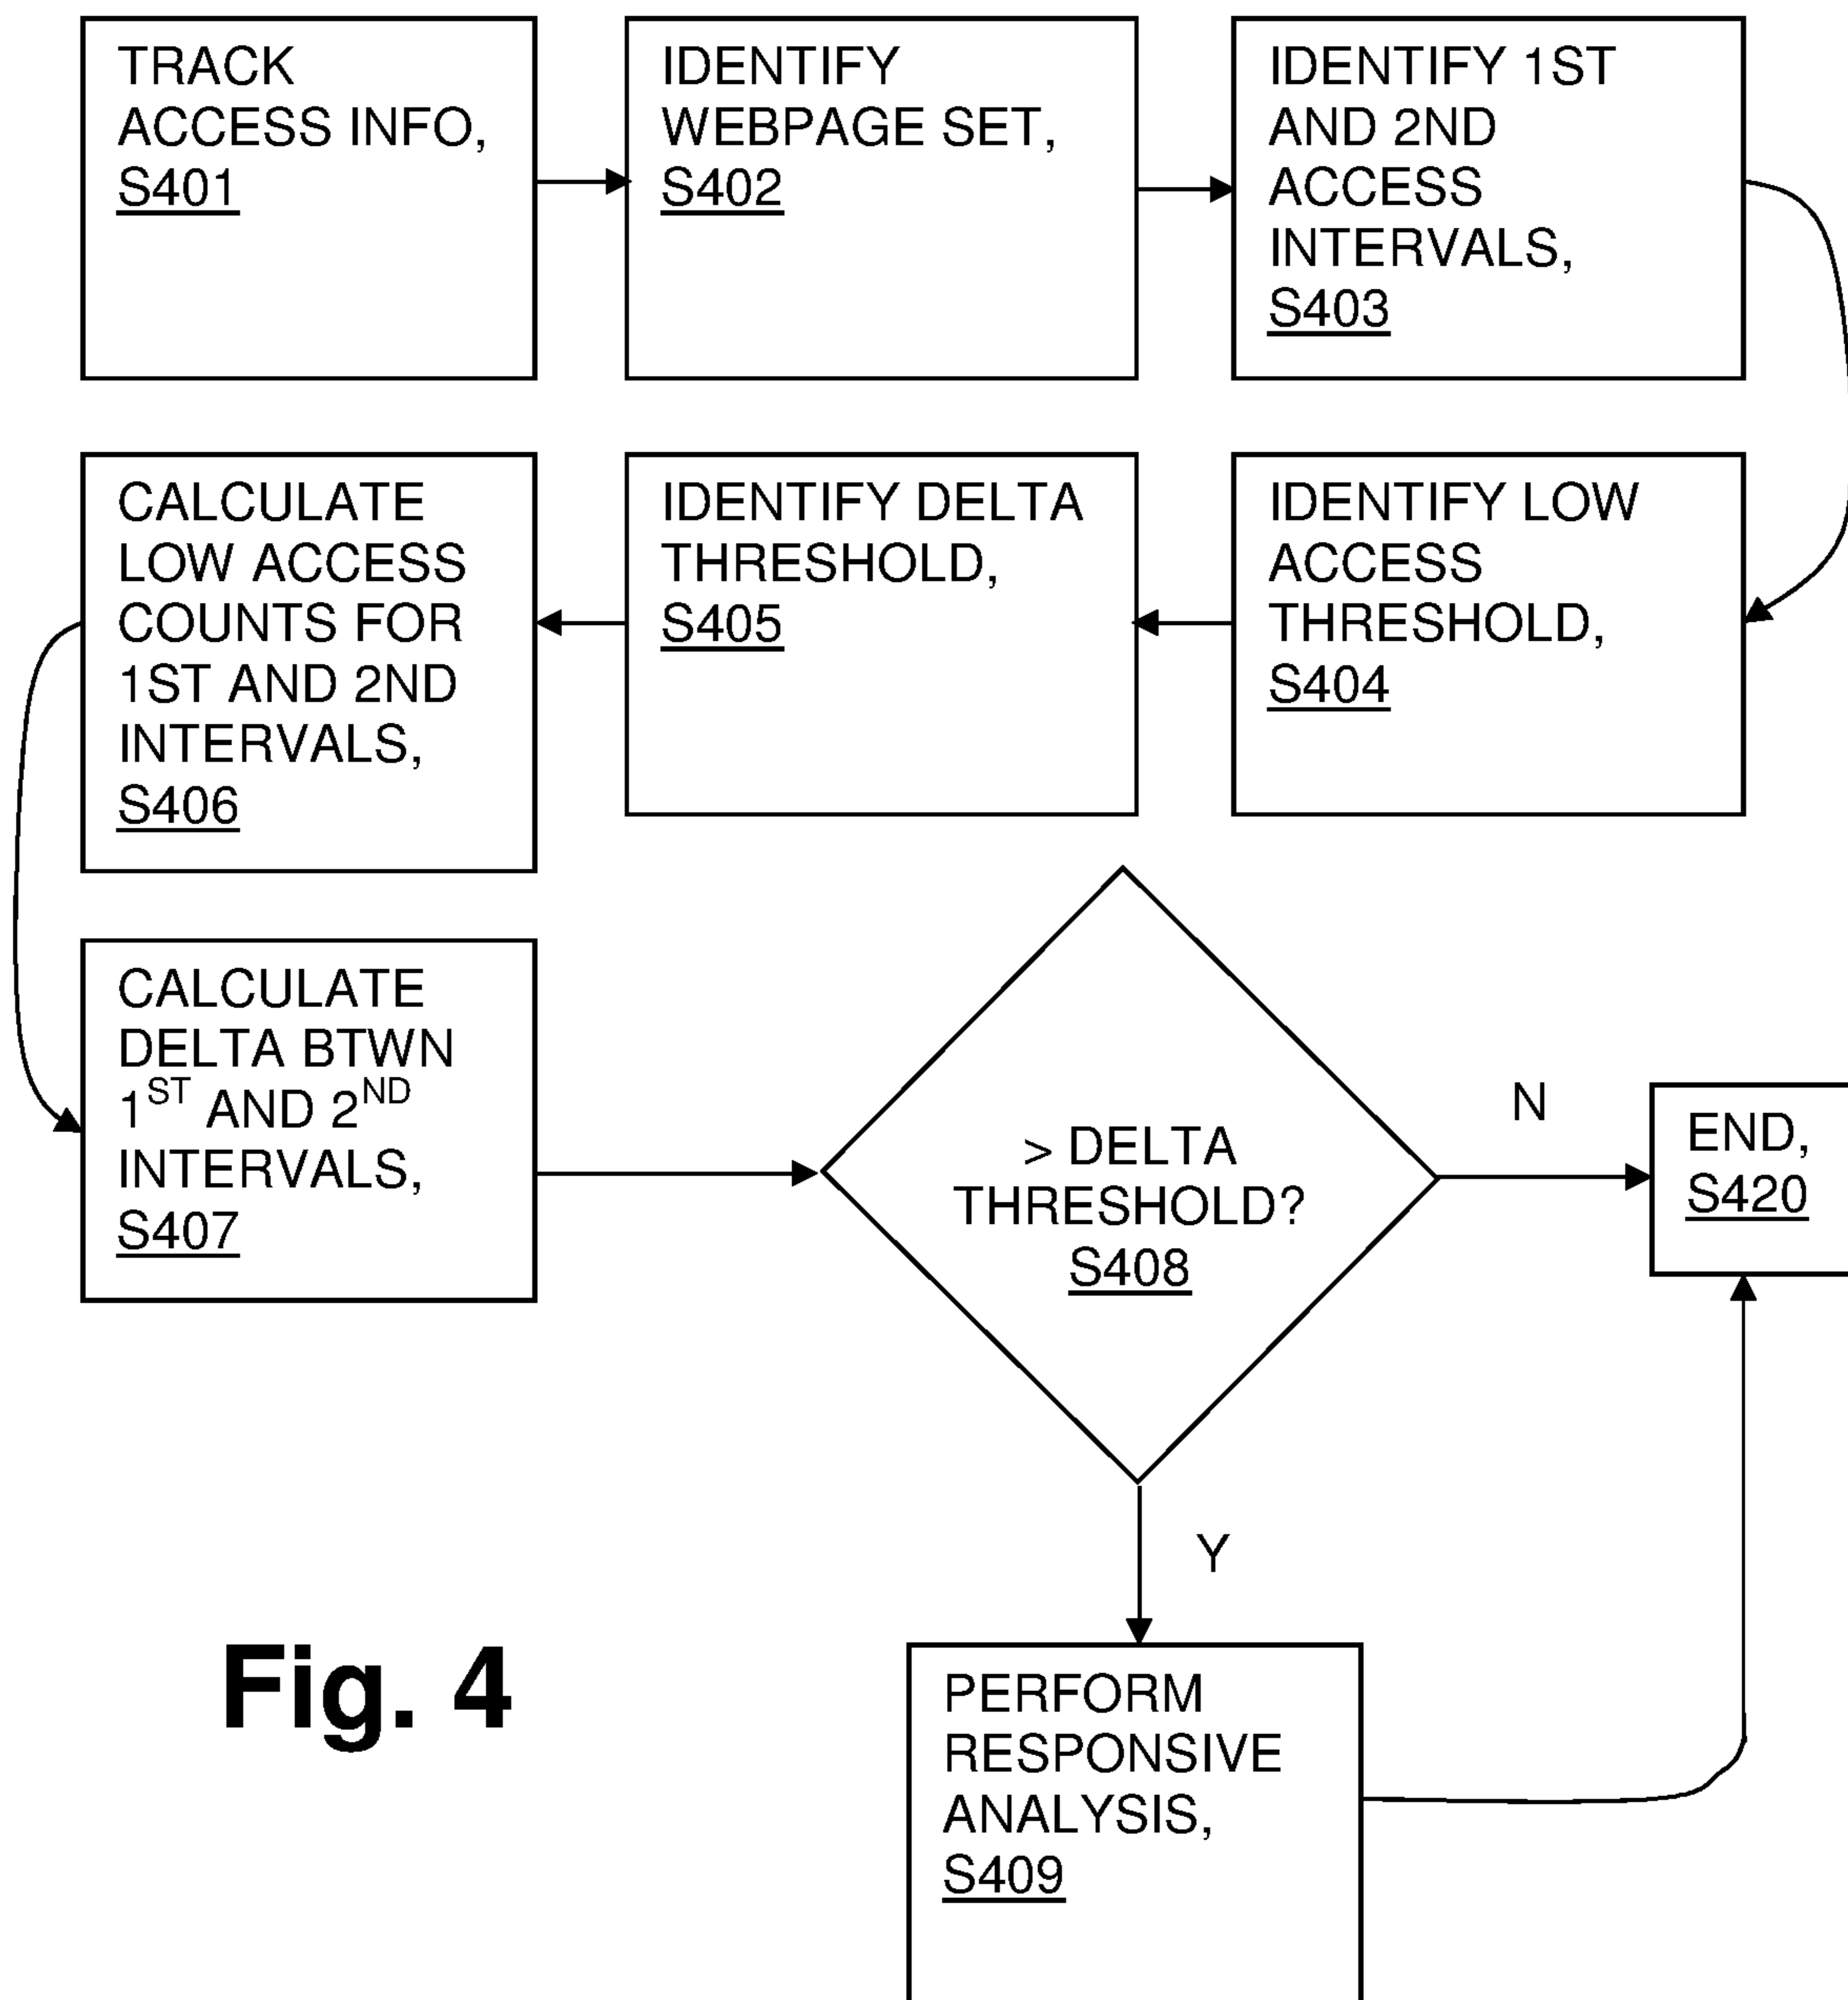 TRACK
ACCESS INFO,
S401
IDENTIFY
WEBPAGE SET,
S402
IDENTIFY 1ST
AND 2ND
ACCESS
INTERVALS,
S403
IDENTIFY LOW
ACCESS
THRESHOLD,
S404
IDENTIFY DELTA
THRESHOLD,
S405
CALCULATE
LOW ACCESS
COUNTS FOR
1ST AND 2ND
INTERVALS,
S406
CALCULATE
DELTA BTWN
1ST AND 2ND
INTERVALS,
S407
> DELTA
THRESHOLD?
S408
N
END,
S420
Y
PERFORM
RESPONSIVE
ANALYSIS,
S409
Fig. 4